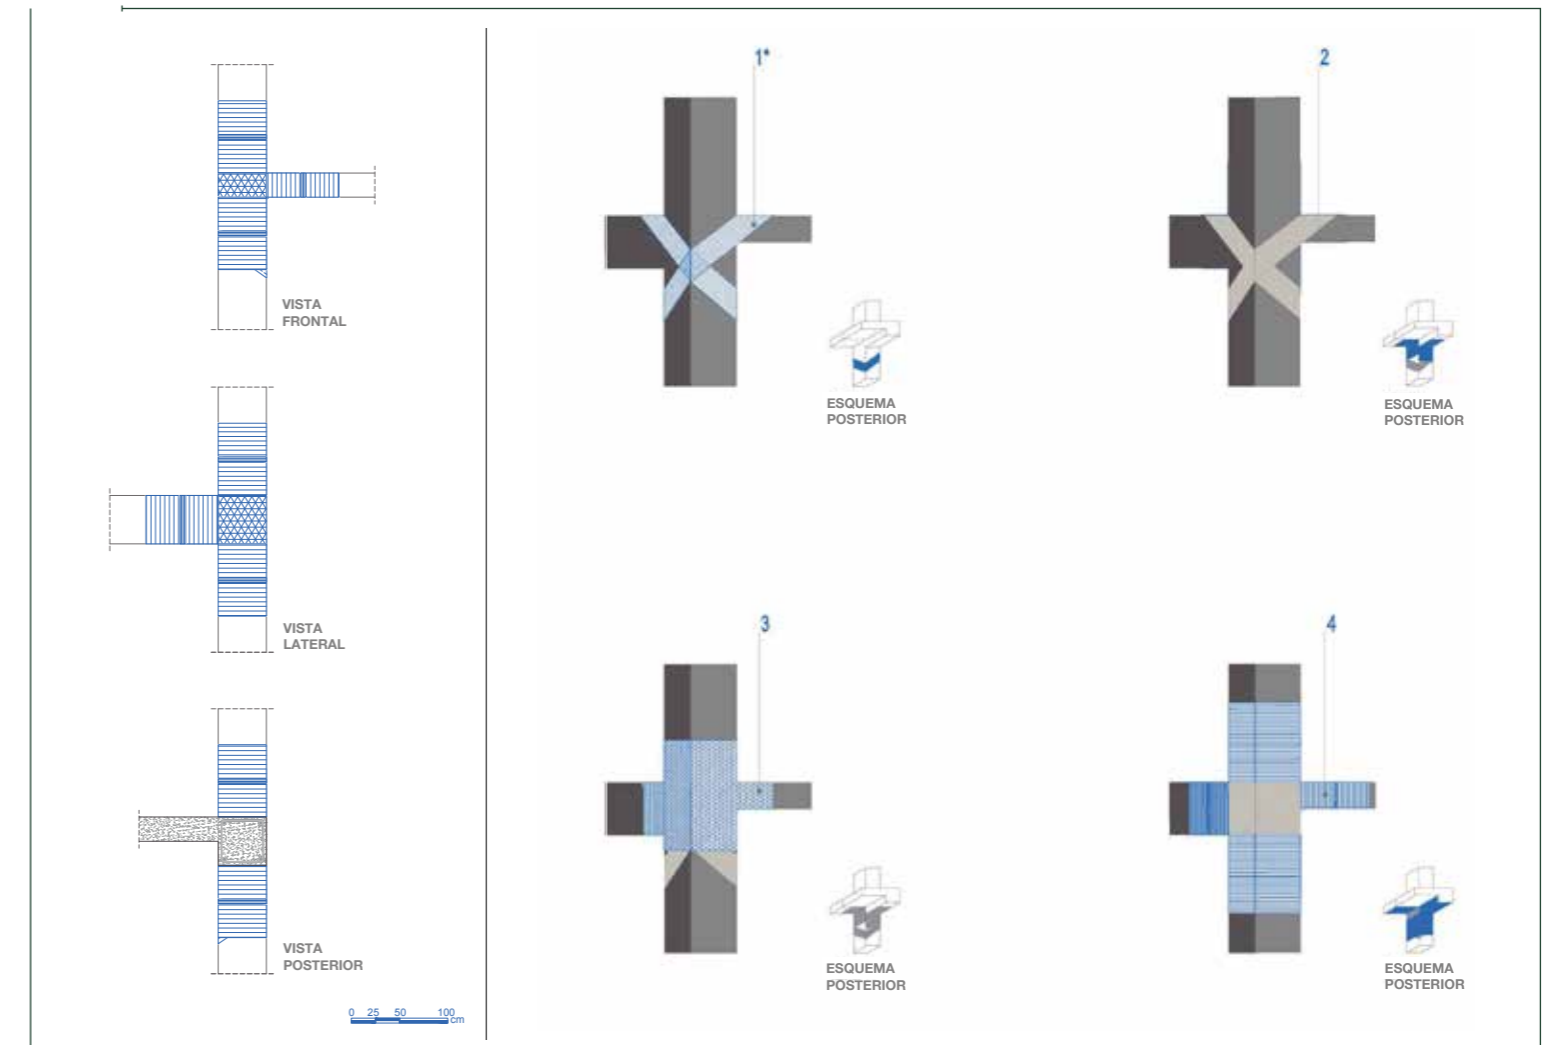 VISTA
FRONTAL
VISTA
LATERAL
VISTA
POSTERIOR
0 25 50 100
cm
1*
ESQUEMA
POSTERIOR
2
ESQUEMA
POSTERIOR
3
ESQUEMA
POSTERIOR
4
ESQUEMA
POSTERIOR